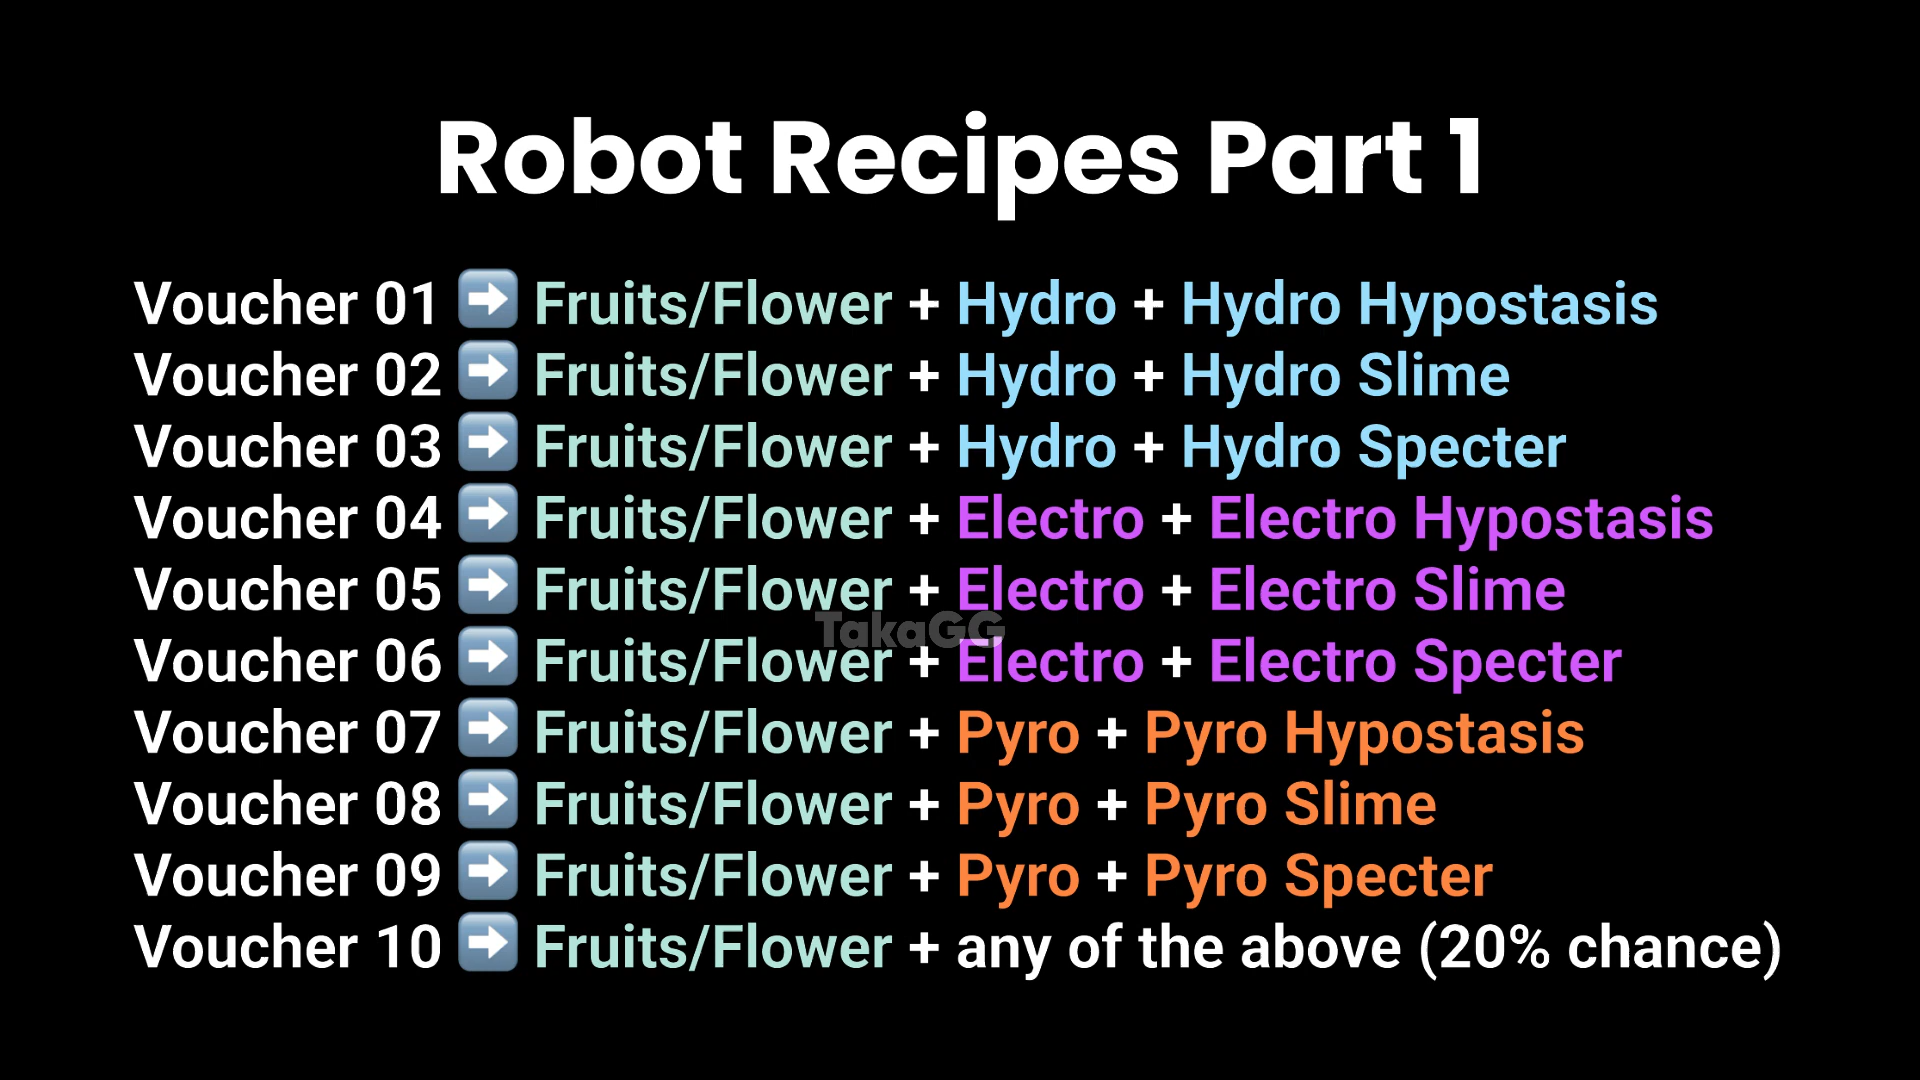 Robot Recipes Part 1
Voucher 01 ➡️ Fruits/Flower + Hydro + Hydro Hypostasis
Voucher 02 ➡️ Fruits/Flower + Hydro + Hydro Slime
Voucher 03 ➡️ Fruits/Flower + Hydro + Hydro Specter
Voucher 04 ➡️ Fruits/Flower + Electro + Electro Hypostasis
Voucher 05 ➡️ Fruits/Flower + Electro + Electro Slime
TakaGG
Voucher 06 ➡️ Fruits/Flower + Electro + Electro Specter
Voucher 07 ➡️ Fruits/Flower + Pyro + Pyro Hypostasis
Voucher 08 ➡️ Fruits/Flower + Pyro + Pyro Slime
Voucher 09 ➡️ Fruits/Flower + Pyro + Pyro Specter
Voucher 10 ➡️ Fruits/Flower + any of the above (20% chance)